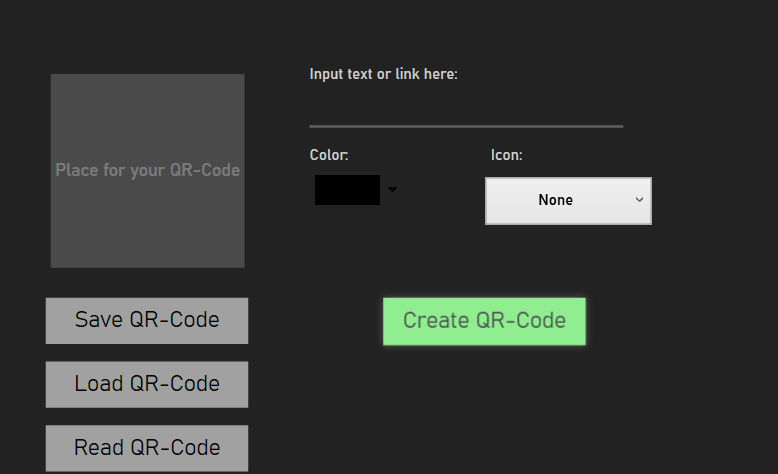 Place for your QR-Code
Save QR-Code
Load QR-Code
Read QR-Code
Input text or link here:
Color:
Icon:
None
Create QR-Code